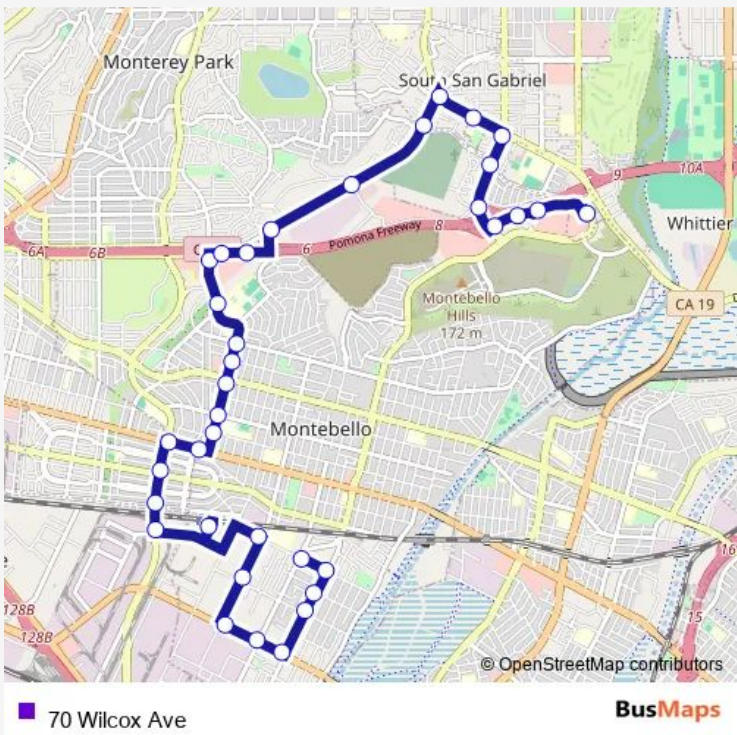 Monterey Park
South San Gabriel
9
10A
Whittier
6A
6B
6
Pomona Freeway
8
CA 19
Montebello
Hills
172 m
Montebello
16
15
128B
128B
© OpenStreetMap contributors
70 Wilcox Ave
BusMaps